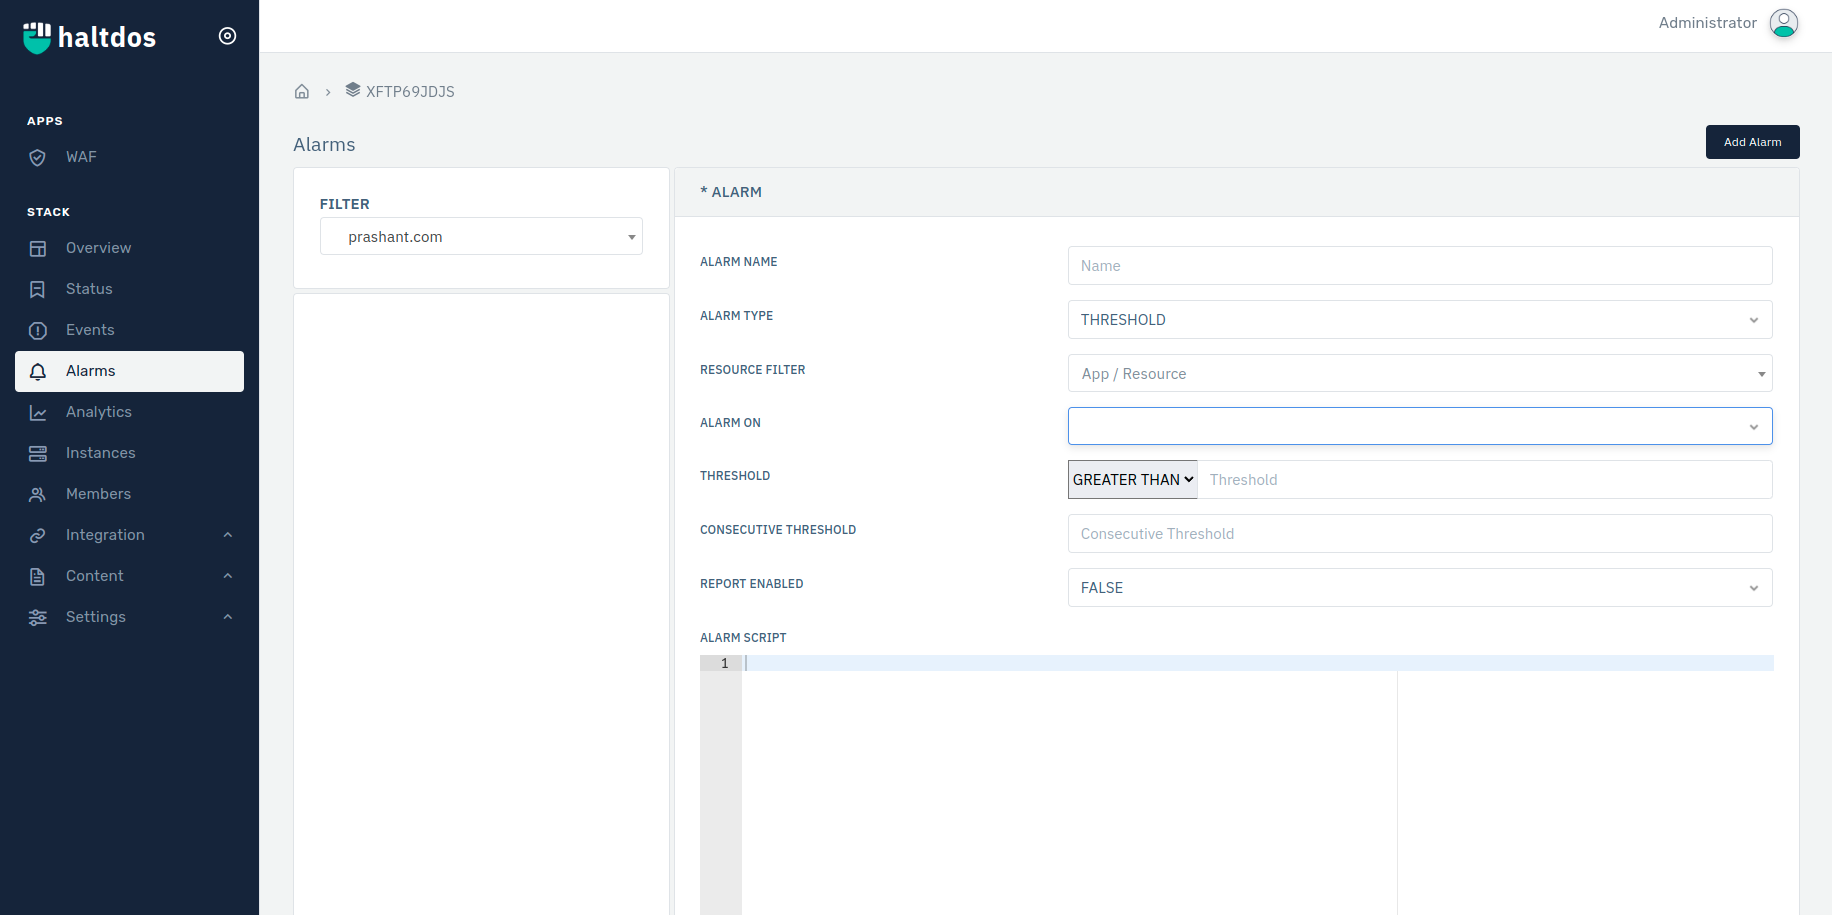 haltdos
Administrator
XFTP69JDJS
APPS
WAF
STACK
Overview
Status
Events
Alarms
Analytics
Instances
Members
Integration
Content
Settings
Alarms
Add Alarm
FILTER
prashant.com
* ALARM
ALARM NAME
Name
ALARM TYPE
THRESHOLD
RESOURCE FILTER
App / Resource
ALARM ON
THRESHOLD
GREATER THAN
Threshold
CONSECUTIVE THRESHOLD
Consecutive Threshold
REPORT ENABLED
FALSE
ALARM SCRIPT
1